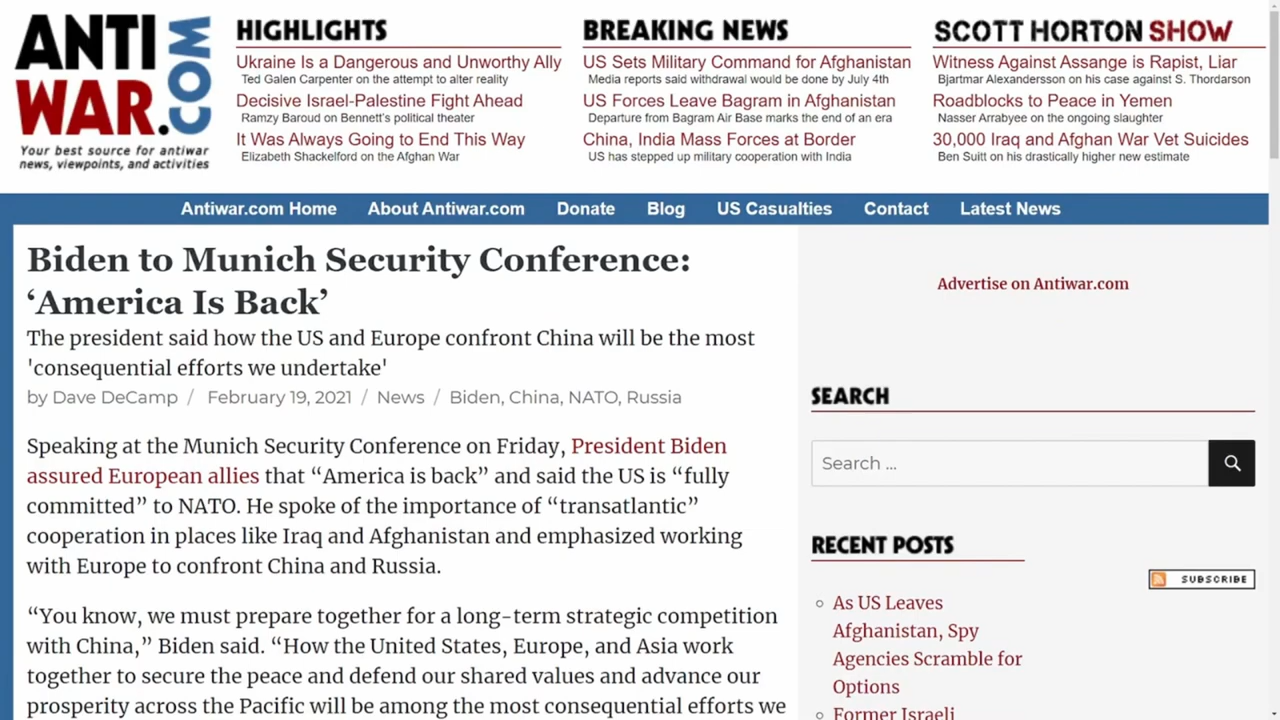 ANTI
WAR.COM
Your best source for antiwar
news, viewpoints, and activities
HIGHLIGHTS
Ukraine Is a Dangerous and Unworthy Ally
Ted Galen Carpenter on the attempt to alter reality
Decisive Israel-Palestine Fight Ahead
Ramzy Baroud on Bennett's political theater
It Was Always Going to End This Way
Elizabeth Shackelford on the Afghan War
BREAKING NEWS
US Sets Military Command for Afghanistan
Media reports said withdrawal would be done by July 4th
US Forces Leave Bagram in Afghanistan
Departure from Bagram Air Base marks the end of an era
China, India Mass Forces at Border
US has stepped up military cooperation with India
SCOTT HORTON SHOW
Witness Against Assange is Rapist, Liar
Bjartmar Alexandersson on his case against S. Thordarson
Roadblocks to Peace in Yemen
Nasser Arrabyee on the ongoing slaughter
30,000 Iraq and Afghan War Vet Suicides
Ben Suitt on his drastically higher new estimate
Antiwar.com Home About Antiwar.com Donate Blog US Casualties Contact Latest News
Biden to Munich Security Conference:
‘America Is Back’
The president said how the US and Europe confront China will be the most
'consequential efforts we undertake'
by Dave DeCamp / February 19, 2021 / News / Biden, China, NATO, Russia
Speaking at the Munich Security Conference on Friday, President Biden
assured European allies that “America is back” and said the US is “fully
committed” to NATO. He spoke of the importance of “transatlantic”
cooperation in places like Iraq and Afghanistan and emphasized working
with Europe to confront China and Russia.
“You know, we must prepare together for a long-term strategic competition
with China,” Biden said. “How the United States, Europe, and Asia work
together to secure the peace and defend our shared values and advance our
prosperity across the Pacific will be among the most consequential efforts we
Advertise on Antiwar.com
SEARCH
Search ...
RECENT POSTS
SUBSCRIBE
As US Leaves
Afghanistan, Spy
Agencies Scramble for
Options
Former Israeli